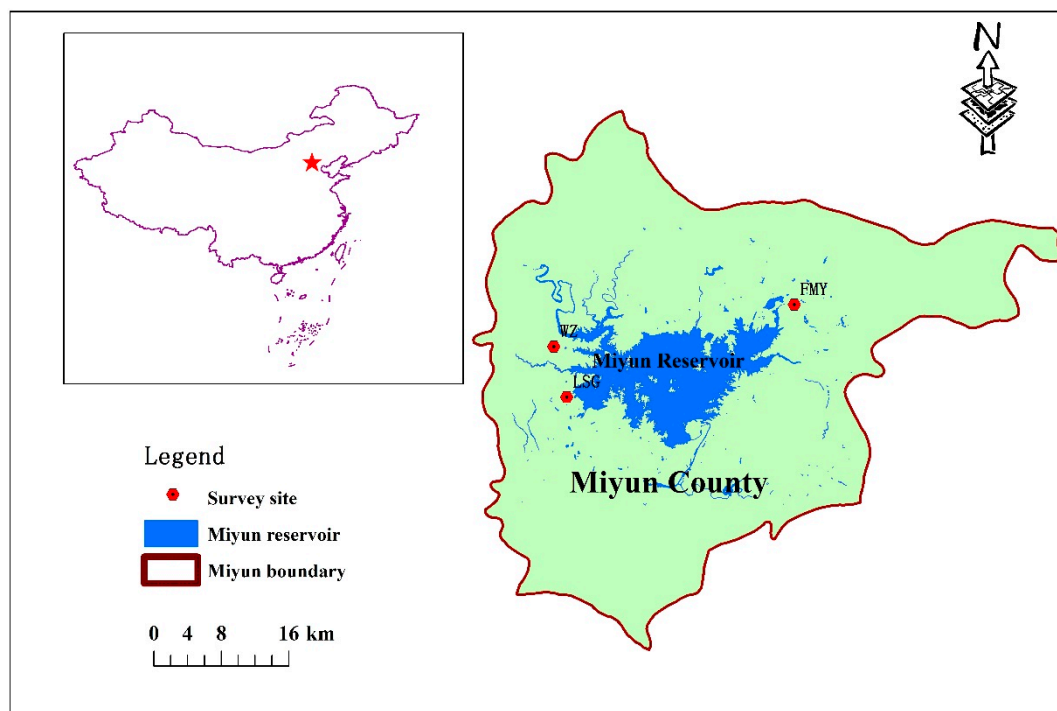 N
FMY
WZ
Miyun Reservoir
LSG
Miyun County
Legend
Survey site
Miyun reservoir
Miyun boundary
0 4 8 16 km